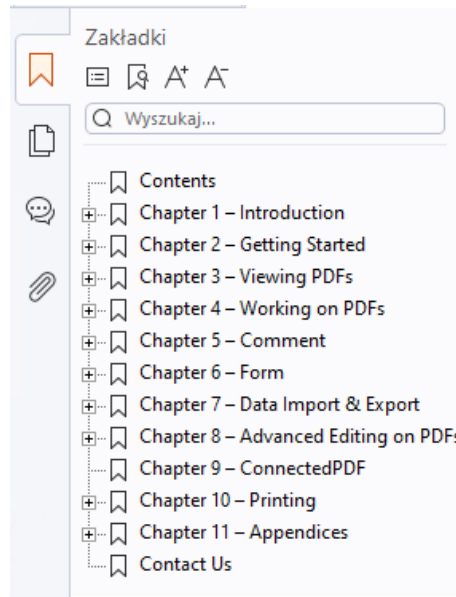 Zakładki
A+ A-
Wyszukaj...
Contents
Chapter 1 – Introduction
Chapter 2 – Getting Started
Chapter 3 – Viewing PDFs
Chapter 4 – Working on PDFs
Chapter 5 – Comment
Chapter 6 – Form
Chapter 7 – Data Import & Export
Chapter 8 – Advanced Editing on PDFs
Chapter 9 – ConnectedPDF
Chapter 10 – Printing
Chapter 11 – Appendices
Contact Us